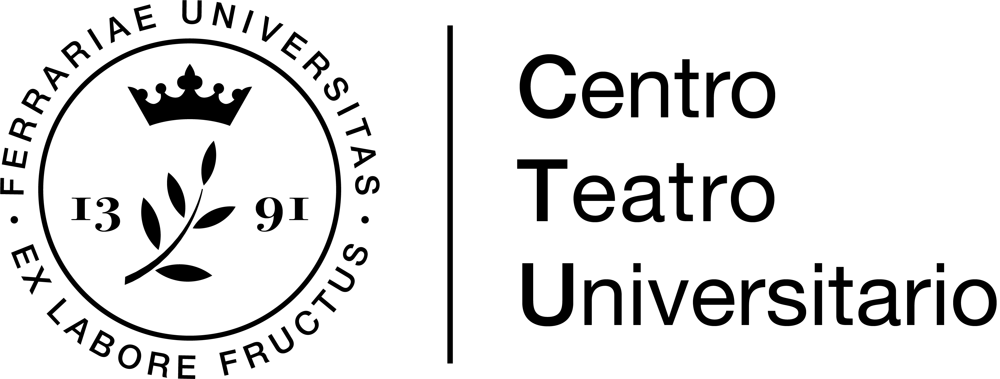 • FERRARIAE UNIVERSITAS •
13 91
EX LABORE FRUCTUS
Centro
Teatro
Universitario